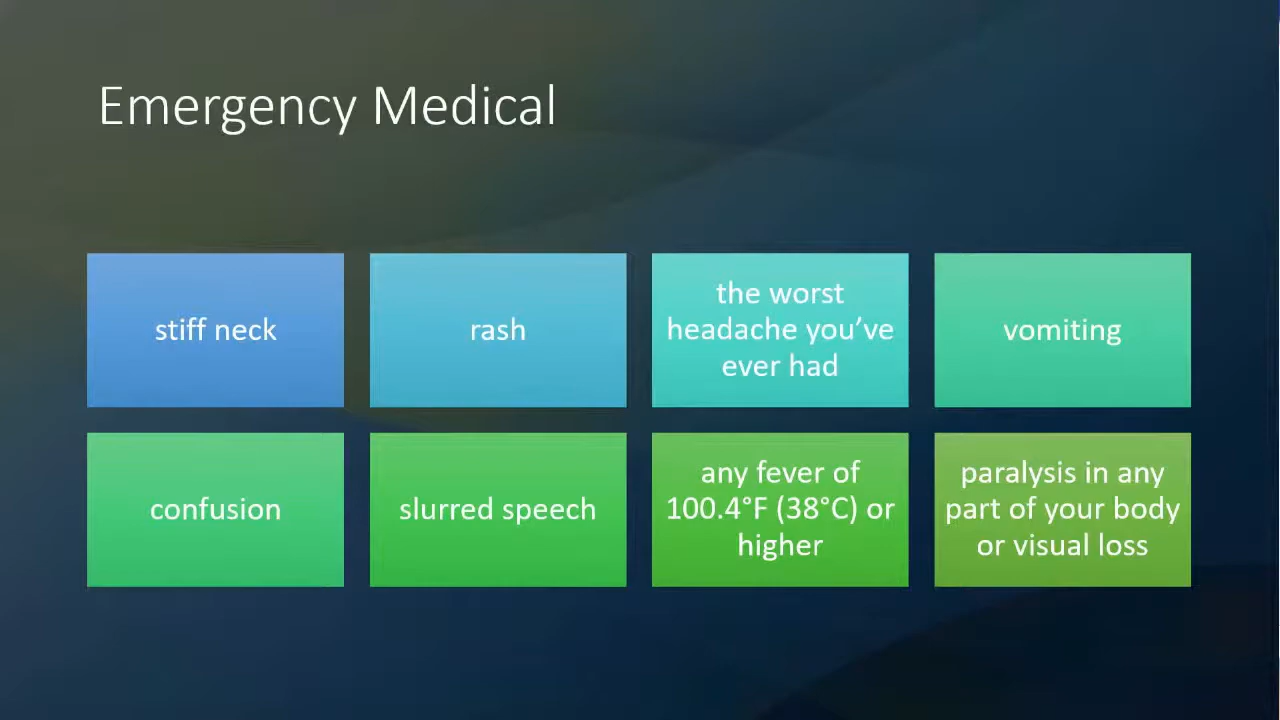 Emergency Medical
stiff neck
rash
the worst
headache you’ve
ever had
vomiting
confusion
slurred speech
any fever of
100.4°F (38°C) or
higher
paralysis in any
part of your body
or visual loss